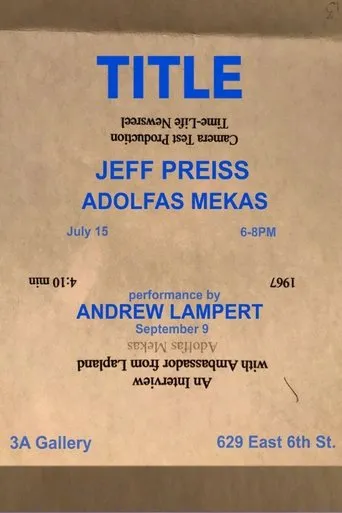 TITLE
Time-Life Newsreel
Camera Test Production
JEFF PREISS
ADOLFAS MEKAS
July 15 6-8PM
4:10 min 1967
performance by
ANDREW LAMPERT
September 9
Adolfas Mekas
with Ambassador from Lapland
An Interview
3A Gallery 629 East 6th St.